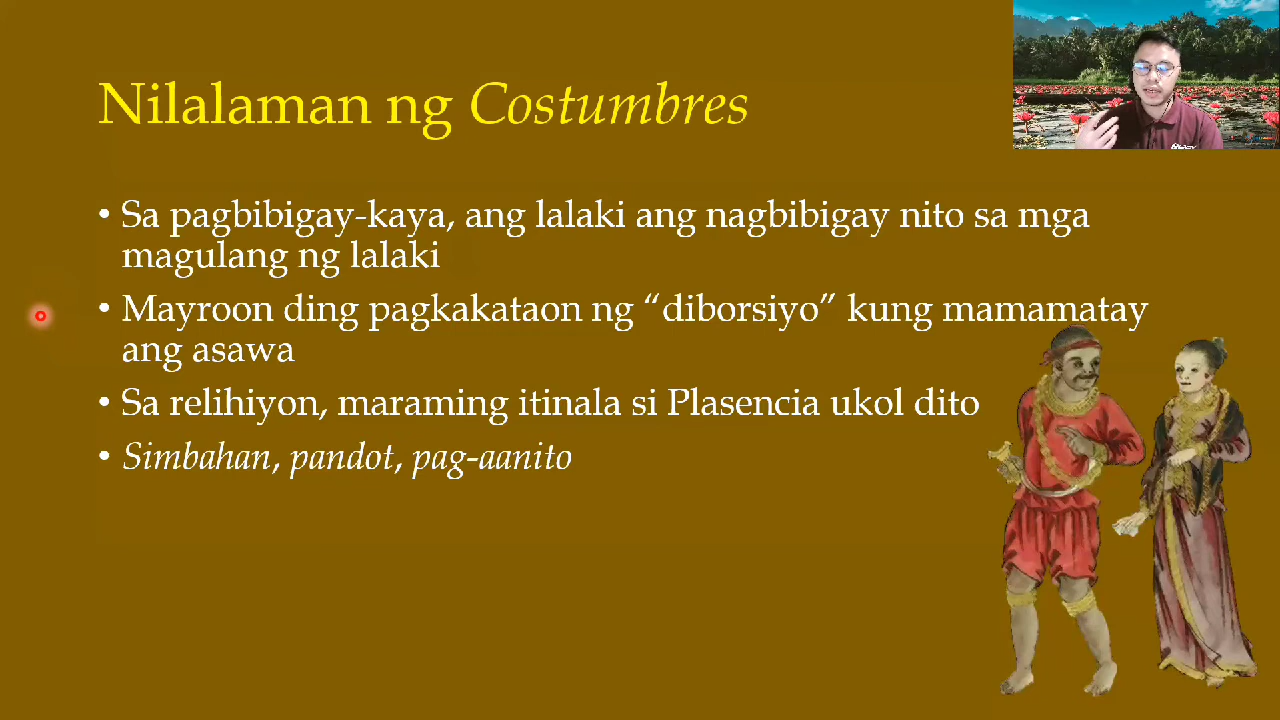 Nilalaman ng Costumbres
• Sa pagbibigay-kaya, ang lalaki ang nagbibigay nito sa mga
magulang ng lalaki
• Mayroon ding pagkakataon ng “diborsiyo” kung mamamatay
ang asawa
• Sa relihiyon, maraming itinala si Plasencia ukol dito
• Simbahan, pandot, pag-aanito